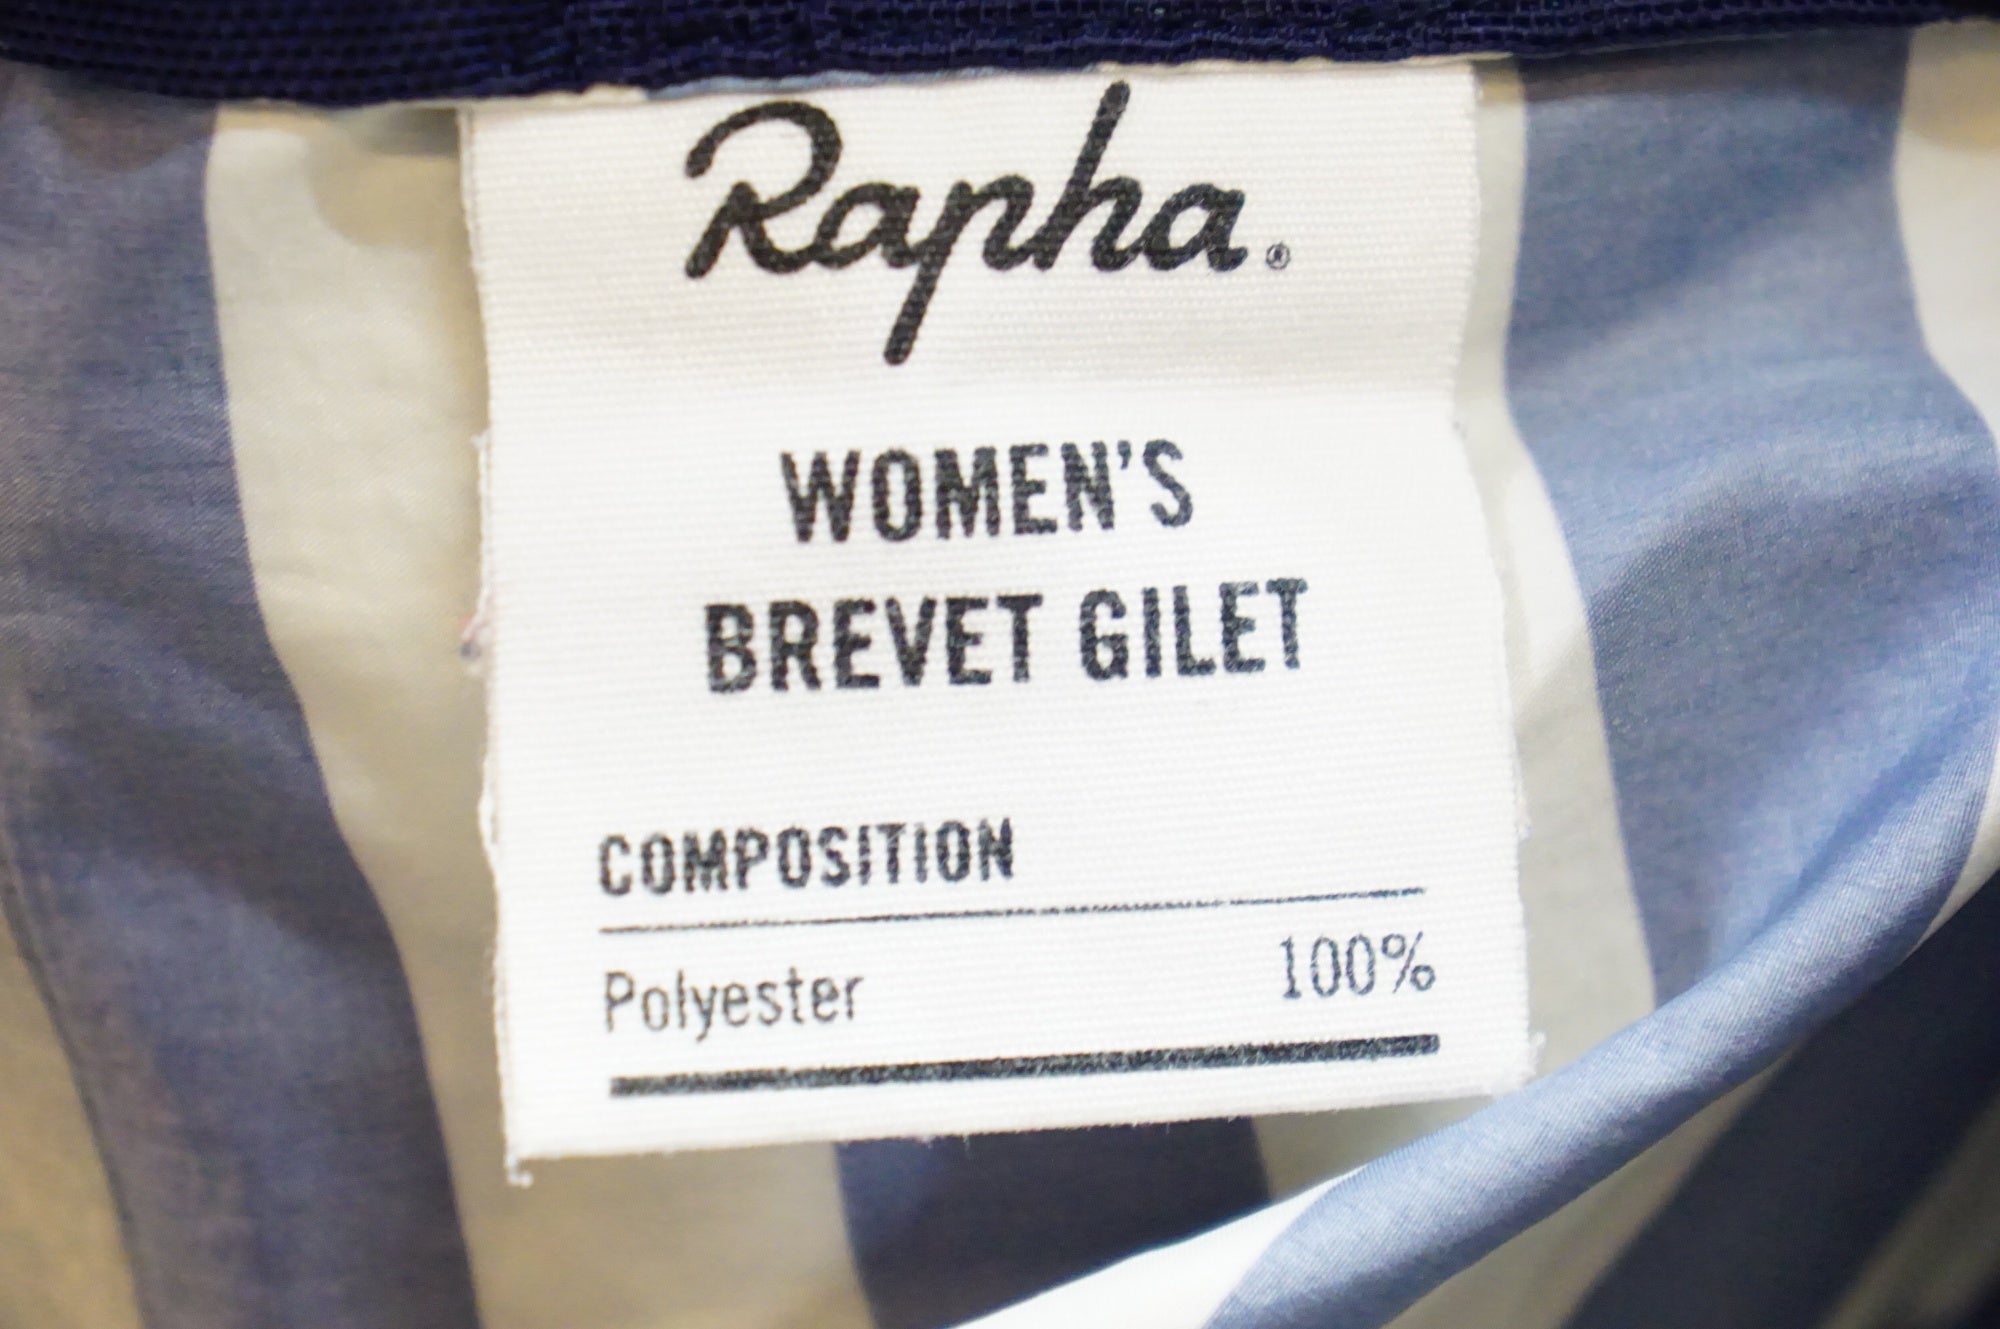 Rapha®
WOMEN'S
BREVET GILET
COMPOSITION
Polyester 100%